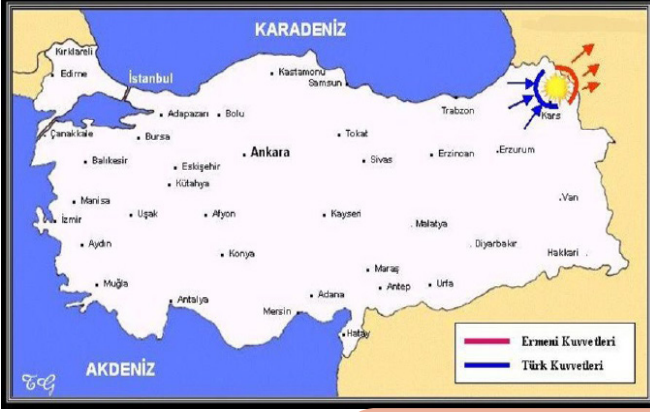 KARADENİZ
Kırklareli
Edirne
İstanbul
Kastamonu
Samsun
Adapazarı
Bolu
Trabzon
Kars
Çanakkale
Bursa
Tokat
Ankara
Balıkesir
Eskişehir
Sivas
Erzincan
Erzurum
Kütahya
Manisa
Van
İzmir
Uşak
Afyon
Kayseri
Malatya
Aydın
Diyarbakır
Konya
Hakkari
Maraş
Muğla
Antep
Urfa
Antalya
Adana
Mersin
Hatay
Ermeni Kuvvetleri
Türk Kuvvetleri
AKDENİZ